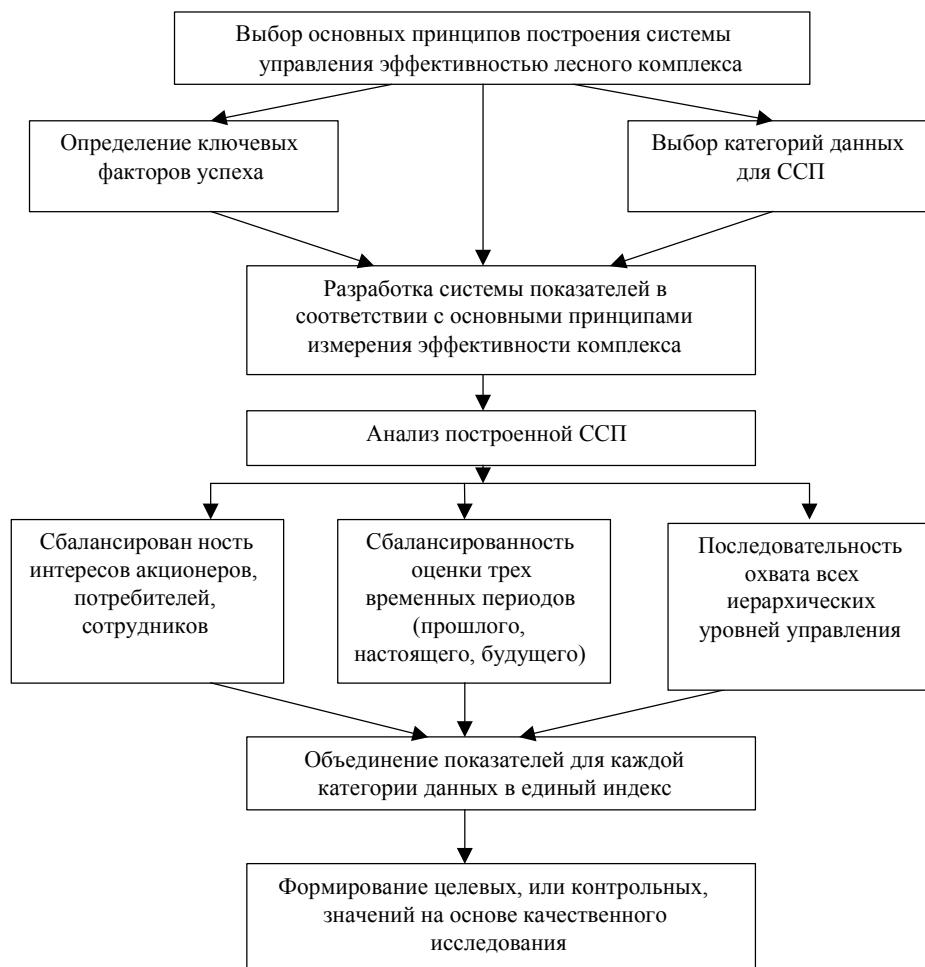 Выбор основных принципов построения системы
управления эффективностью лесного комплекса
Определение ключевых
факторов успеха
Выбор категорий данных
для ССП
Разработка системы показателей в
соответствии с основными принципами
измерения эффективности комплекса
Анализ построенной ССП
Сбалансирован ность
интересов акционеров,
потребителей,
сотрудников
Сбалансированность
оценки трех
временных периодов
(прошлого,
настоящего, будущего)
Последовательность
охвата всех
иерархических
уровней управления
Объединение показателей для каждой
категории данных в единый индекс
Формирование целевых, или контрольных,
значений на основе качественного
исследования